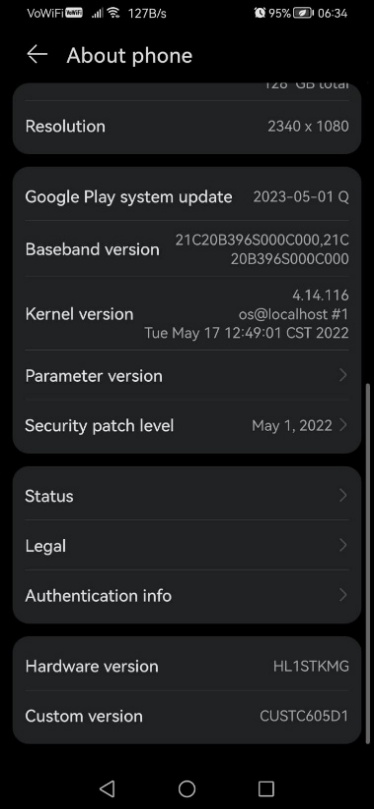 VoWiFi VoWiFi 127B/s 95% 06:34
About phone
128 GB total
Resolution 2340 x 1080
Google Play system update 2023-05-01 Q
Baseband version 21C20B396S000C000,21C
20B396S000C000
4.14.116
Kernel version os@localhost #1
Tue May 17 12:49:01 CST 2022
Parameter version
Security patch level May 1, 2022
Status
Legal
Authentication info
Hardware version HL1STKMG
Custom version CUSTC605D1